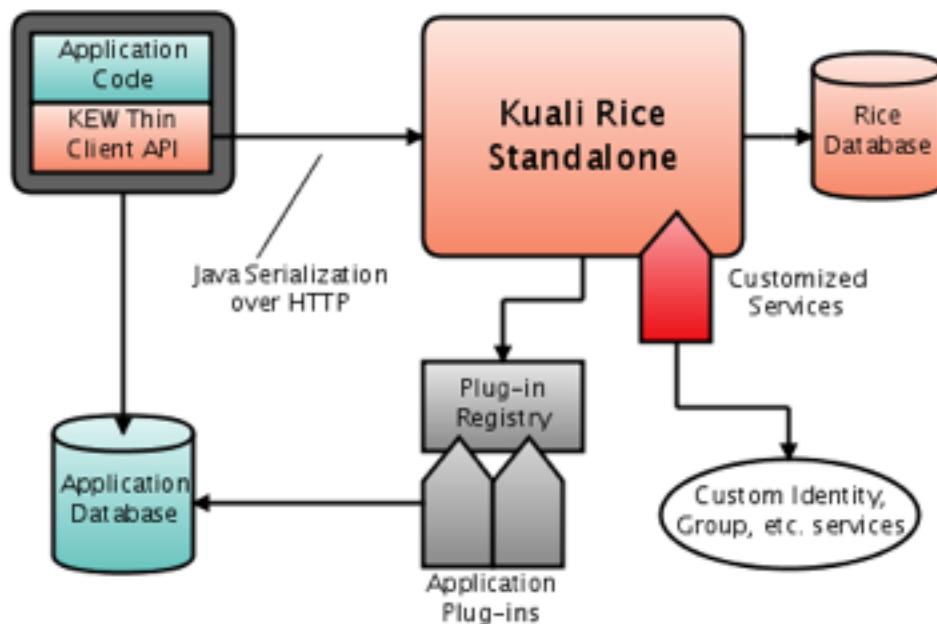 Application
Code
KEW Thin
Client API
Kuali Rice
Standalone
Rice
Database
Java Serialization
over HTTP
Customized
Services
Plug-in
Registry
Application
Database
Custom Identity,
Group, etc. services
Application
Plug-ins